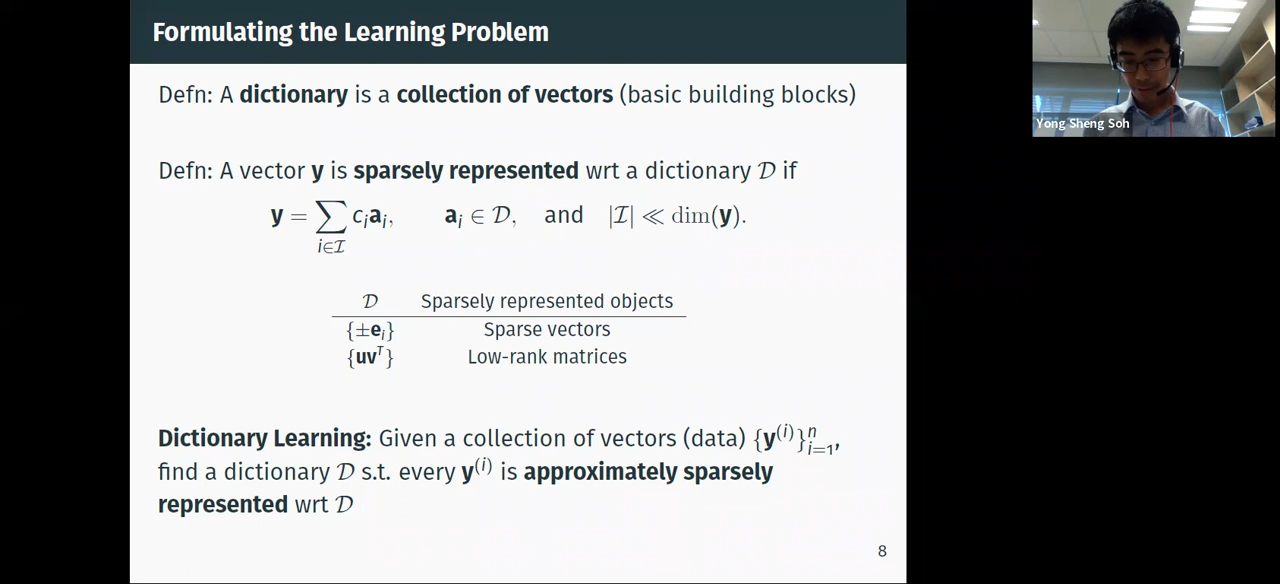 Formulating the Learning Problem
Defn: A dictionary is a collection of vectors (basic building blocks)
Yong Sheng Soh
Defn: A vector y is sparsely represented wrt a dictionary 𝒟 if
y = ∑_{i∈ℐ} c_i a_i,  a_i ∈ 𝒟,  and  |ℐ| ≪ dim(y).
𝒟  Sparsely represented objects
{±e_i}  Sparse vectors
{uv^T}  Low-rank matrices
Dictionary Learning: Given a collection of vectors (data) {y^{(i)}}_{i=1}^n,
find a dictionary 𝒟 s.t. every y^{(i)} is approximately sparsely
represented wrt 𝒟
8